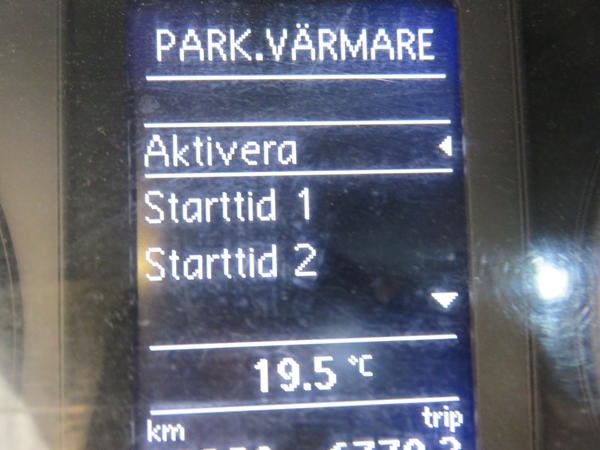 PARK.VÄRMARE
Aktivera
Starttid 1
Starttid 2
19.5 °C
km trip